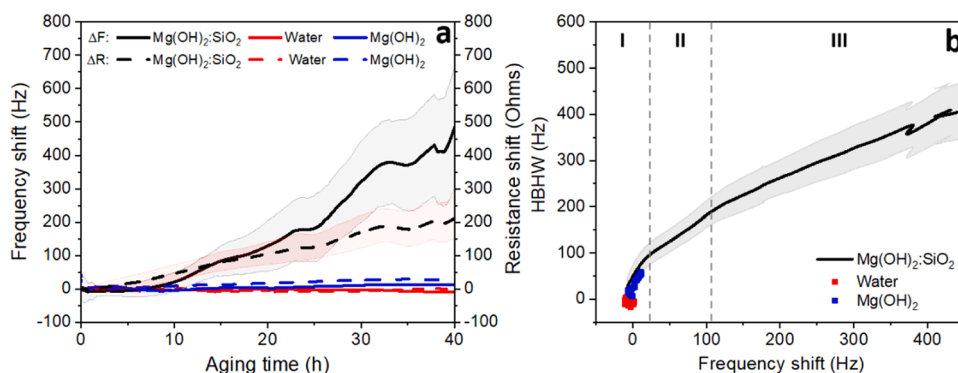 a
ΔF: Mg(OH)₂:SiO₂ Water Mg(OH)₂
ΔR: Mg(OH)₂:SiO₂ Water Mg(OH)₂
Frequency shift (Hz)
800
700
600
500
400
300
200
100
0
-100
0 10 20 30 40
Aging time (h)
800
700
600
500
400
300
200
100
0
-100
Resistance shift (Ohms)
b
I II III
HBHW (Hz)
600
500
400
300
200
100
0
Mg(OH)₂:SiO₂
Water
Mg(OH)₂
0 100 200 300 400
Frequency shift (Hz)